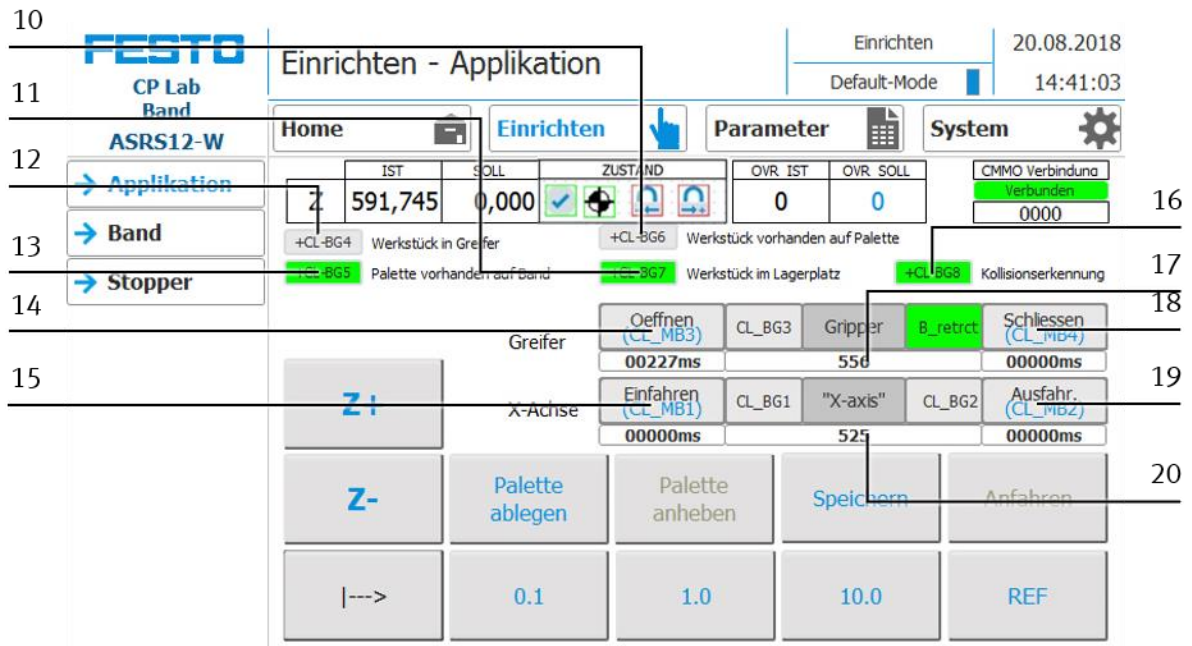 10
11
12
13
14
15
16
17
18
19
20
FESTO
CP Lab
Band
ASRS12-W
Einrichten - Applikation
Einrichten
Default-Mode
20.08.2018
14:41:03
Home
Einrichten
Parameter
System
Applikation
Band
Stopper
IST SOLL ZUSTAND OVR IST OVR SOLL
Z 591,745 0,000 0 0
CMMO Verbindung
Verbunden
0000
+CL-BG4 Werkstück in Greifer +CL-BG6 Werkstück vorhanden auf Palette
+CL-BG5 Palette vorhanden auf Band +CL-BG7 Werkstück im Lagerplatz +CL-BG8 Kollisionserkennung
Greifer
Oeffnen
(CL_MB3)
CL_BG3
Gripper
B_retrct
Schliessen
(CL_MB4)
00227ms 556 00000ms
X-Achse
Einfahren
(CL_MB1)
CL_BG1
"X-axis"
CL_BG2
Ausfahr.
(CL_MB2)
00000ms 525 00000ms
Z+
Z-
Palette
ablegen
Palette
anheben
Speichern
Anfahren
|--->
0.1
1.0
10.0
REF